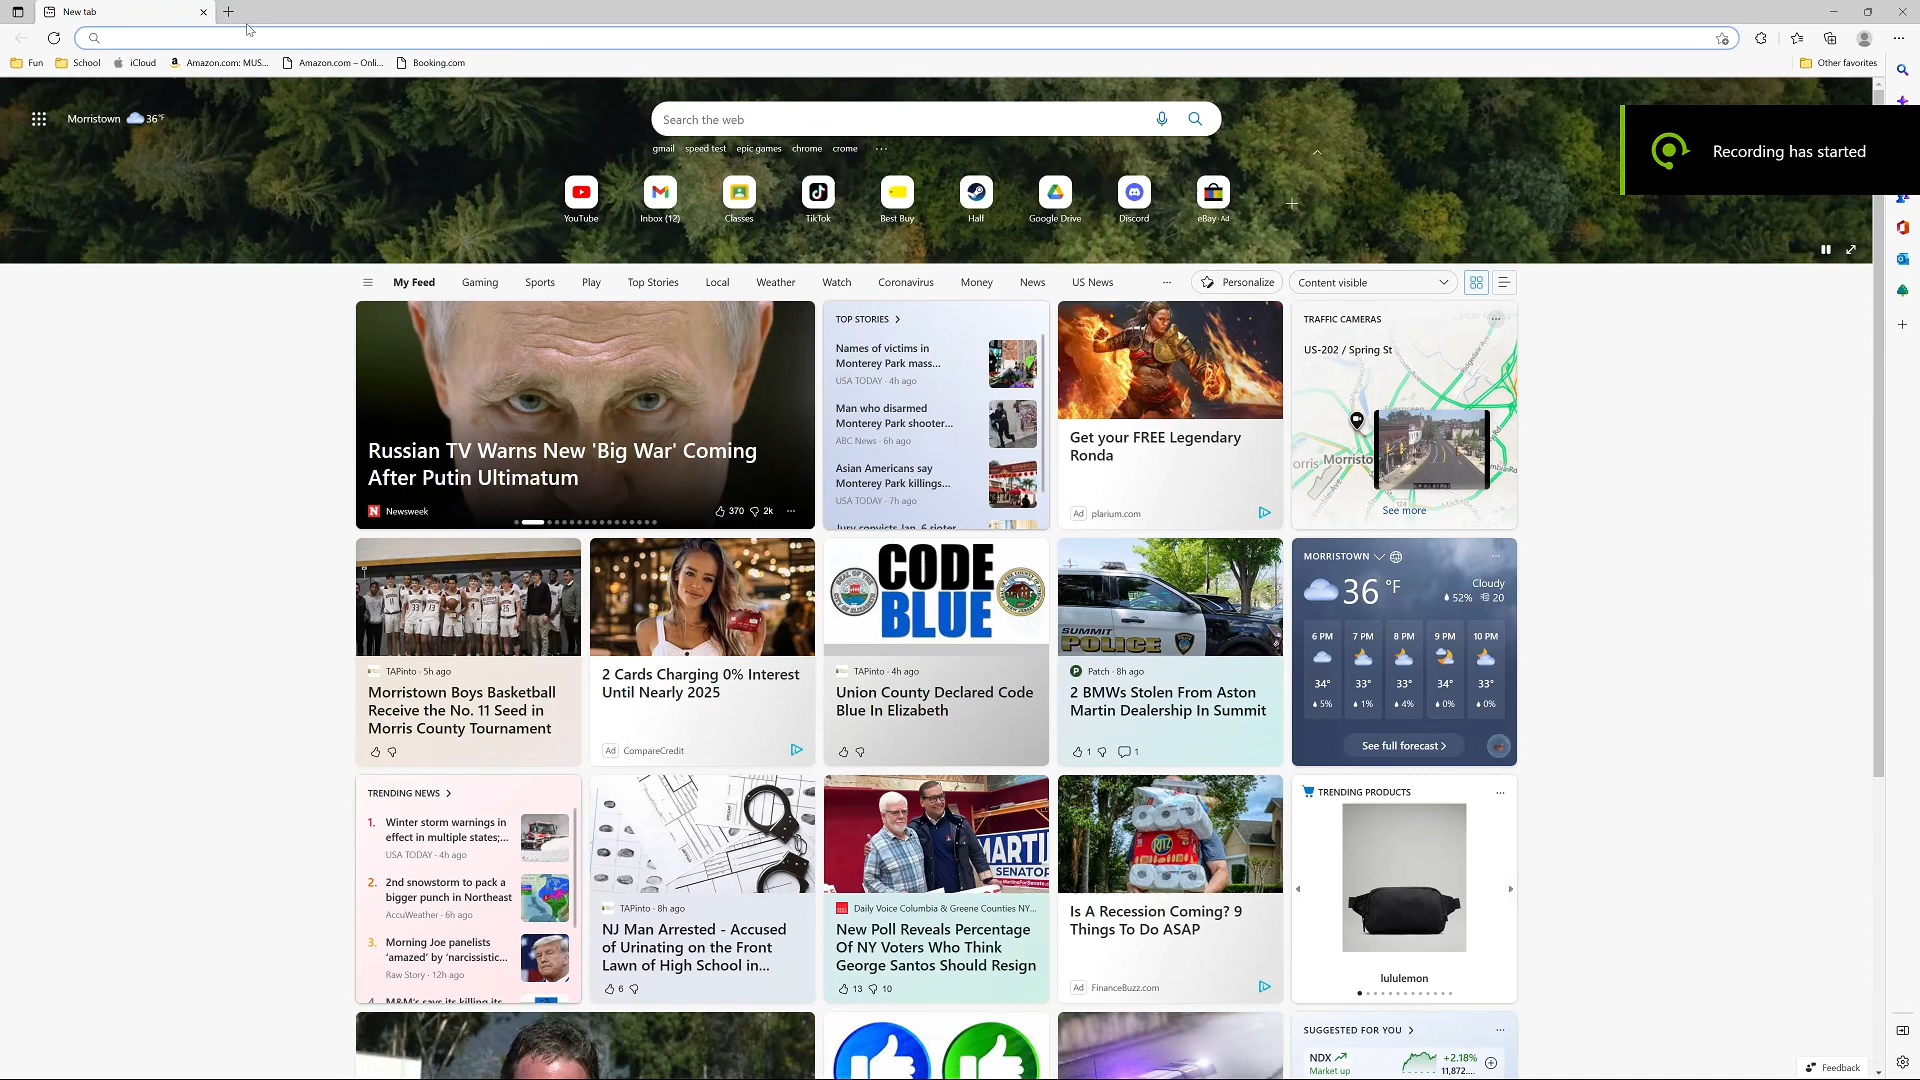 New tab
Fun
School
iCloud
Amazon.com: MUS...
Amazon.com – Onli...
Booking.com
Other favorites
Morristown
36°F
Search the web
gmail
speed test
epic games
chrome
crome
Recording has started
YouTube
Inbox (12)
Classes
TikTok
Best Buy
Half
Google Drive
Discord
eBay · Ad
My Feed
Gaming
Sports
Play
Top Stories
Local
Weather
Watch
Coronavirus
Money
News
US News
Personalize
Content visible
Russian TV Warns New 'Big War' Coming
After Putin Ultimatum
Newsweek
370
2k
TOP STORIES
Names of victims in
Monterey Park mass...
USA TODAY · 4h ago
Man who disarmed
Monterey Park shooter...
ABC News · 6h ago
Asian Americans say
Monterey Park killings...
USA TODAY · 7h ago
Jury convicts Jan. 6 rioter
Get your FREE Legendary
Ronda
Ad plarium.com
TRAFFIC CAMERAS
US-202 / Spring St
See more
TAPinto · 5h ago
Morristown Boys Basketball
Receive the No. 11 Seed in
Morris County Tournament
2 Cards Charging 0% Interest
Until Nearly 2025
Ad CompareCredit
CODE
BLUE
TAPinto · 4h ago
Union County Declared Code
Blue In Elizabeth
SUMMIT
POLICE
Patch · 8h ago
2 BMWs Stolen From Aston
Martin Dealership In Summit
1
1
MORRISTOWN
36 °F
Cloudy
52% 20
6 PM 7 PM 8 PM 9 PM 10 PM
34° 33° 33° 34° 33°
5% 1% 4% 0% 0%
See full forecast
TRENDING NEWS
1. Winter storm warnings in
effect in multiple states;...
USA TODAY · 4h ago
2. 2nd snowstorm to pack a
bigger punch in Northeast
AccuWeather · 6h ago
3. Morning Joe panelists
'amazed' by 'narcissistic...
Raw Story · 12h ago
4 M&M's says its killing its
TAPinto · 8h ago
NJ Man Arrested - Accused
of Urinating on the Front
Lawn of High School in...
6
MARTI
SENATOR
Daily Voice Columbia & Greene Counties NY...
New Poll Reveals Percentage
Of NY Voters Who Think
George Santos Should Resign
13 10
RITZ
Is A Recession Coming? 9
Things To Do ASAP
Ad FinanceBuzz.com
TRENDING PRODUCTS
lululemon
SUGGESTED FOR YOU
NDX
Market up
+2.18%
11,872....
Feedback